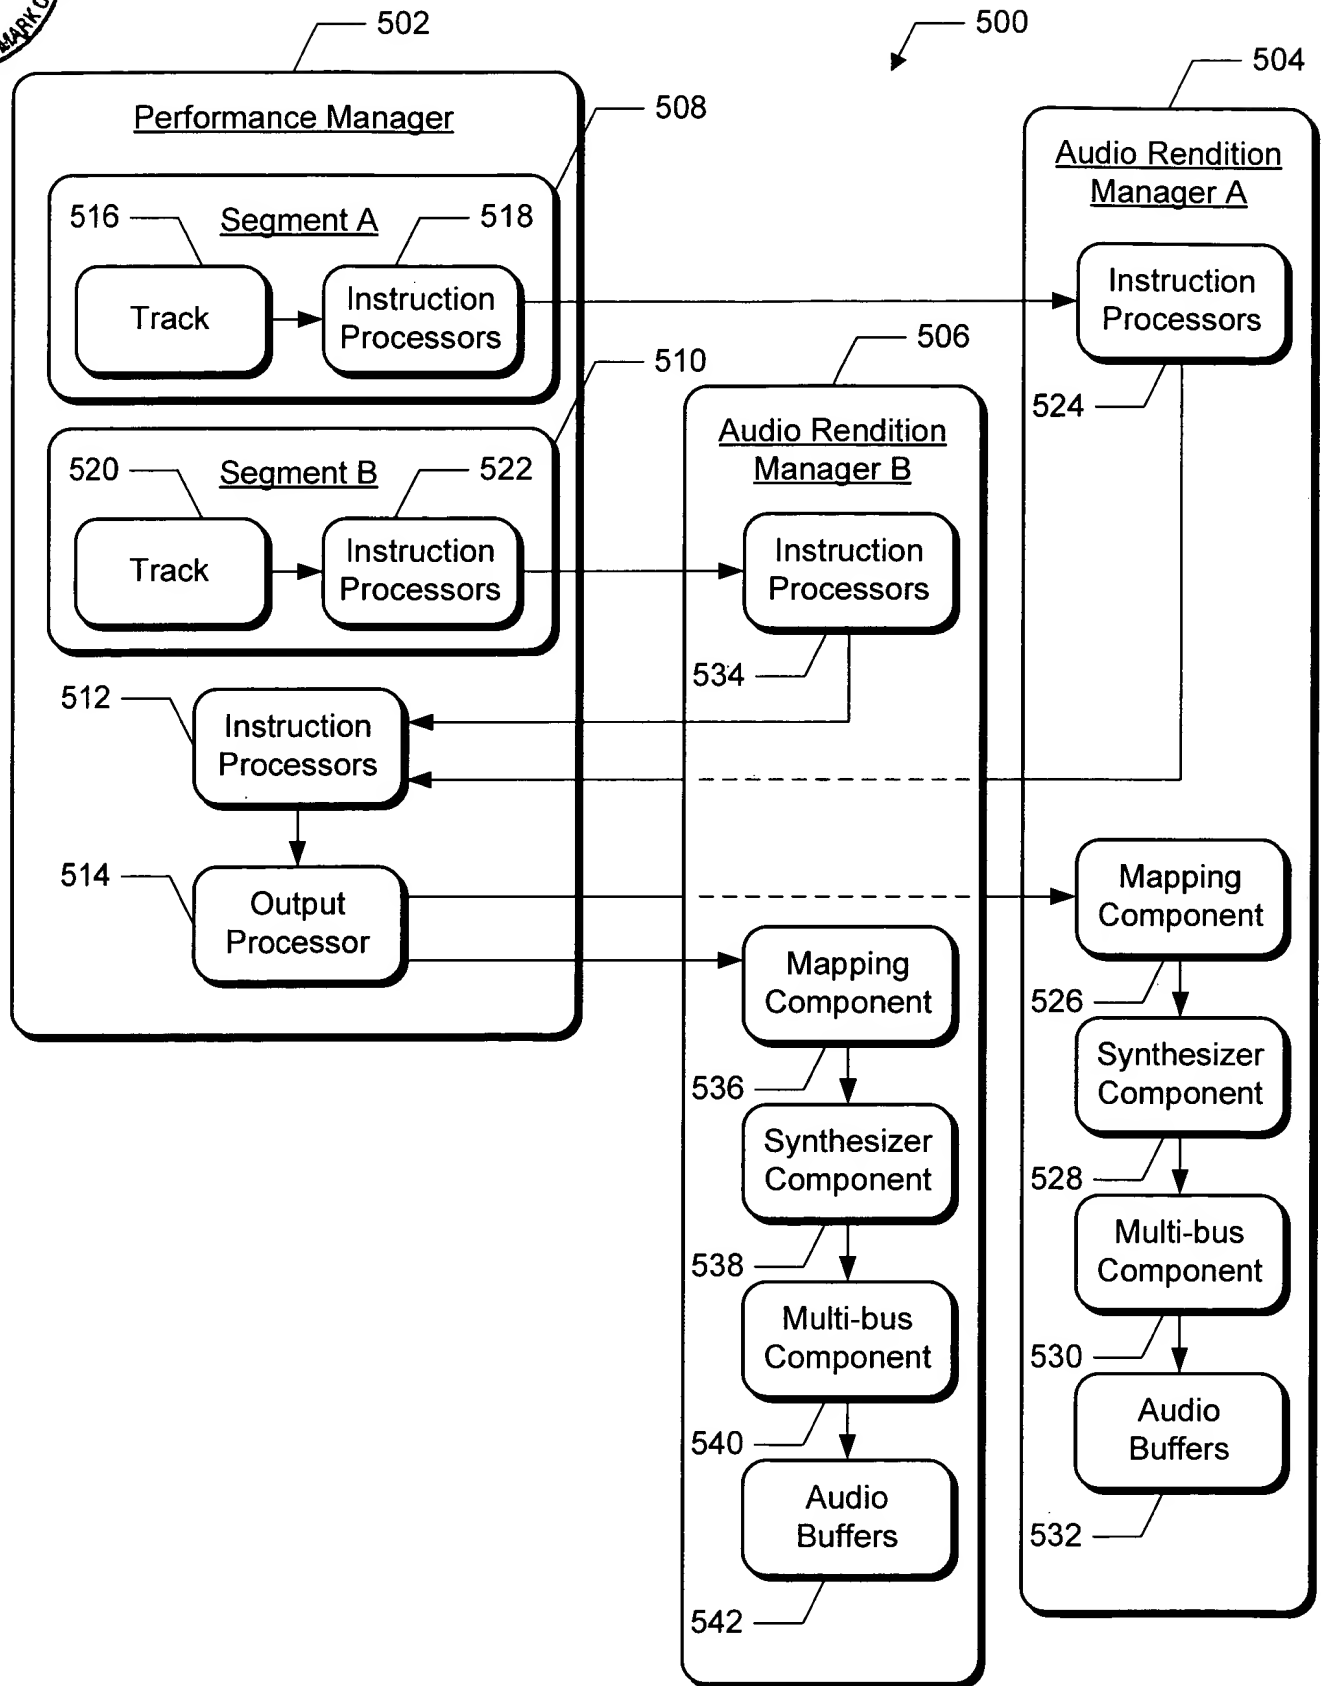 MARK
502
500
504
Performance Manager
508
Audio Rendition
Manager A
516
Segment A
518
Track
Instruction
Processors
Instruction
Processors
506
510
524
Audio Rendition
Manager B
520
Segment B
522
Track
Instruction
Processors
Instruction
Processors
534
512
Instruction
Processors
514
Output
Processor
Mapping
Component
526
Mapping
Component
536
Synthesizer
Component
528
Synthesizer
Component
538
Multi-bus
Component
530
Multi-bus
Component
540
Audio
Buffers
532
Audio
Buffers
542